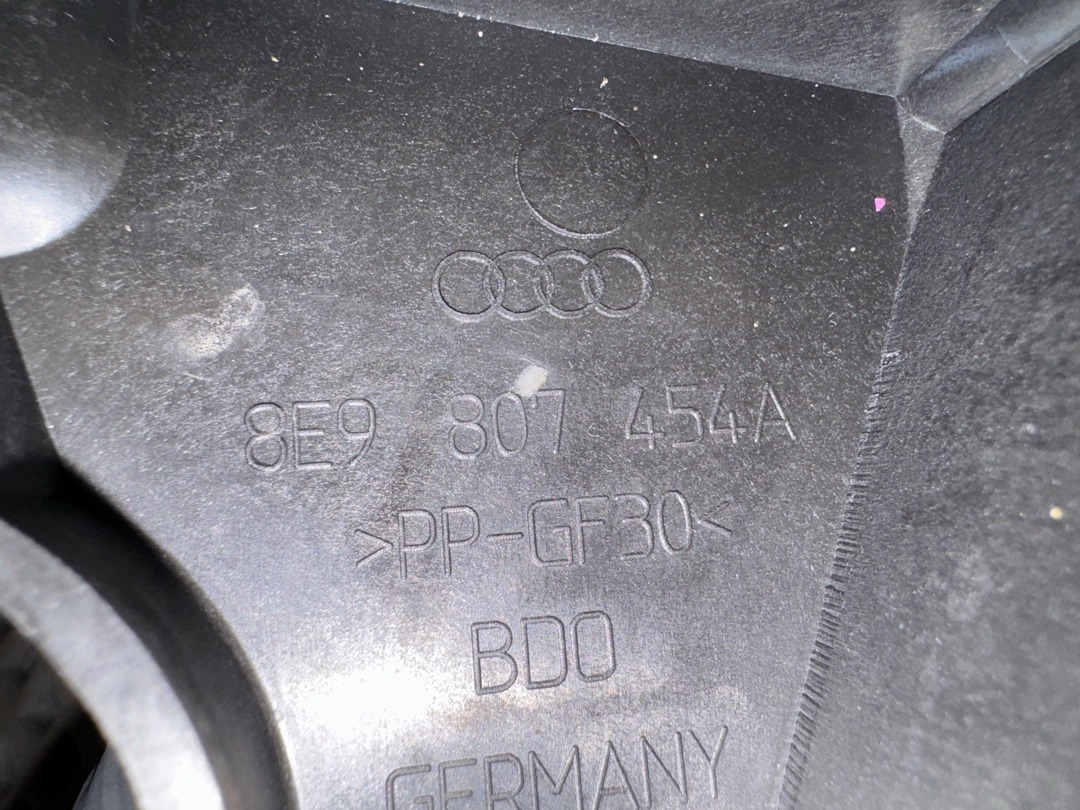 8E9 807 454A
>PP-GF30<
BDO
GERMANY